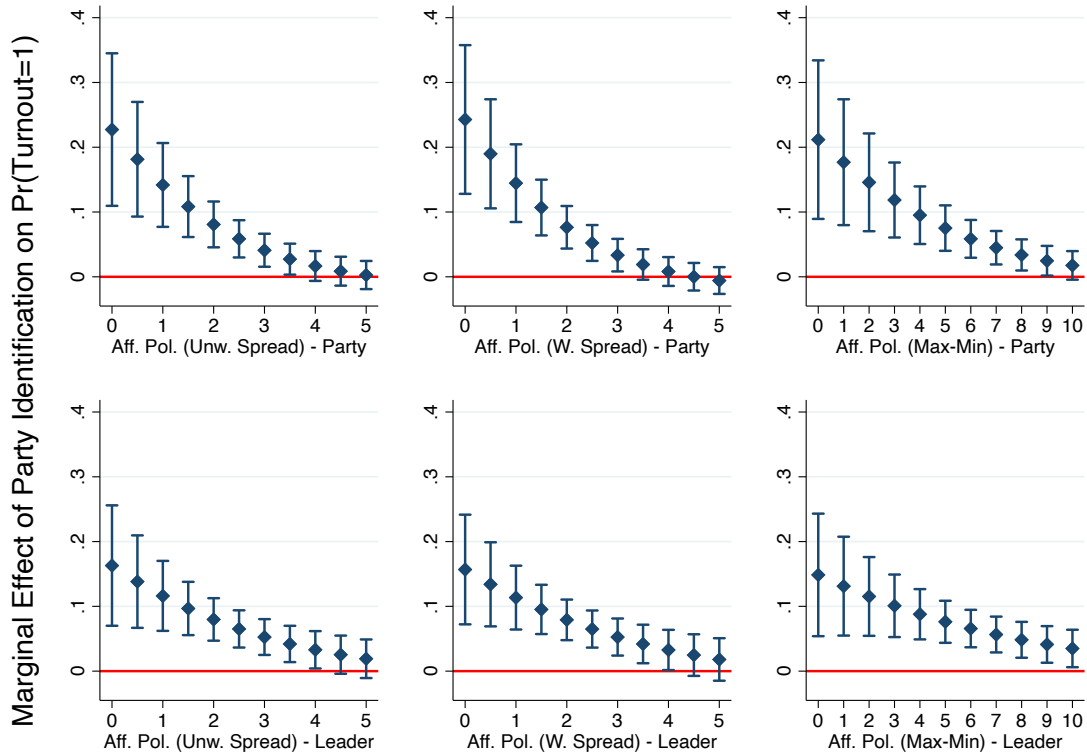 Marginal Effect of Party Identification on Pr(Turnout=1)
.4
.3
.2
.1
0
0 1 2 3 4 5
Aff. Pol. (Unw. Spread) - Party
.4
.3
.2
.1
0
0 1 2 3 4 5
Aff. Pol. (W. Spread) - Party
.4
.3
.2
.1
0
0 1 2 3 4 5 6 7 8 9 10
Aff. Pol. (Max-Min) - Party
.4
.3
.2
.1
0
0 1 2 3 4 5
Aff. Pol. (Unw. Spread) - Leader
.4
.3
.2
.1
0
0 1 2 3 4 5
Aff. Pol. (W. Spread) - Leader
.4
.3
.2
.1
0
0 1 2 3 4 5 6 7 8 9 10
Aff. Pol. (Max-Min) - Leader